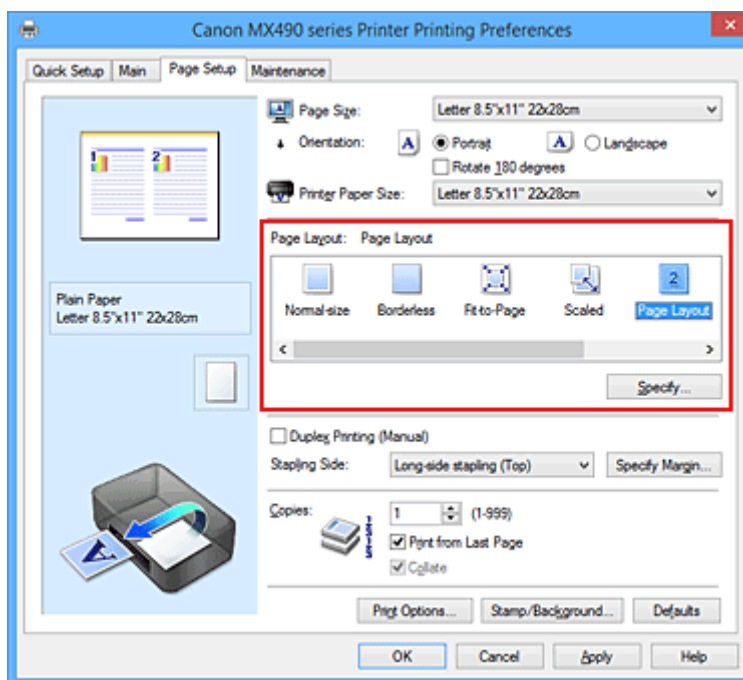 Canon MX490 series Printer Printing Preferences
Quick Setup Main Page Setup Maintenance
Page Size: Letter 8.5"x11" 22x28cm
Orientation: A Portrait A Landscape
Rotate 180 degrees
Printer Paper Size: Letter 8.5"x11" 22x28cm
1 2
Page Layout: Page Layout
2
Normal-size Borderless Fit-to-Page Scaled Page Layout
Plain Paper
Letter 8.5"x11" 22x28cm
Specify...
Duplex Printing (Manual)
Stapling Side: Long-side stapling (Top) Specify Margin...
Copies: 1 (1-999)
Print from Last Page
Collate
A
Print Options... Stamp/Background... Defaults
OK Cancel Apply Help